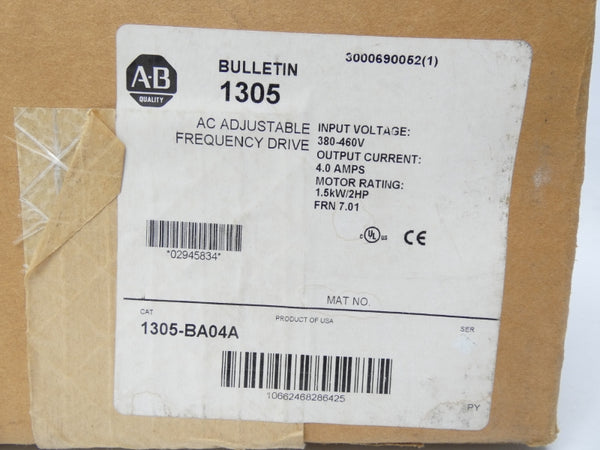 A-B
QUALITY
BULLETIN
1305
3000690052(1)
AC ADJUSTABLE
FREQUENCY DRIVE
INPUT VOLTAGE:
380-460V
OUTPUT CURRENT:
4.0 AMPS
MOTOR RATING:
1.5kW/2HP
FRN 7.01
*02945834*
c UL us CE
MAT NO.
CAT
PRODUCT OF USA
SER
1305-BA04A
10662468286425
PY